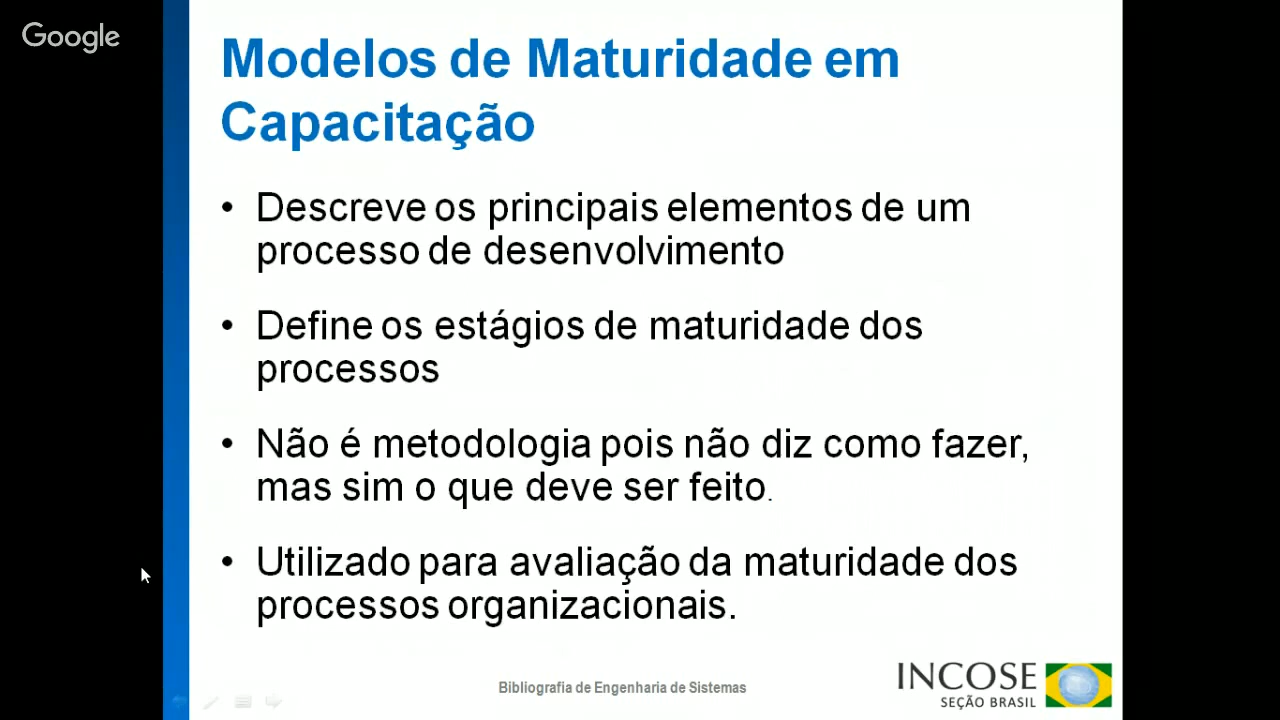 Google
Modelos de Maturidade em
Capacitação
• Descreve os principais elementos de um
processo de desenvolvimento
• Define os estágios de maturidade dos
processos
• Não é metodologia pois não diz como fazer,
mas sim o que deve ser feito.
• Utilizado para avaliação da maturidade dos
processos organizacionais.
Bibliografia de Engenharia de Sistemas
INCOSE
SEÇÃO BRASIL